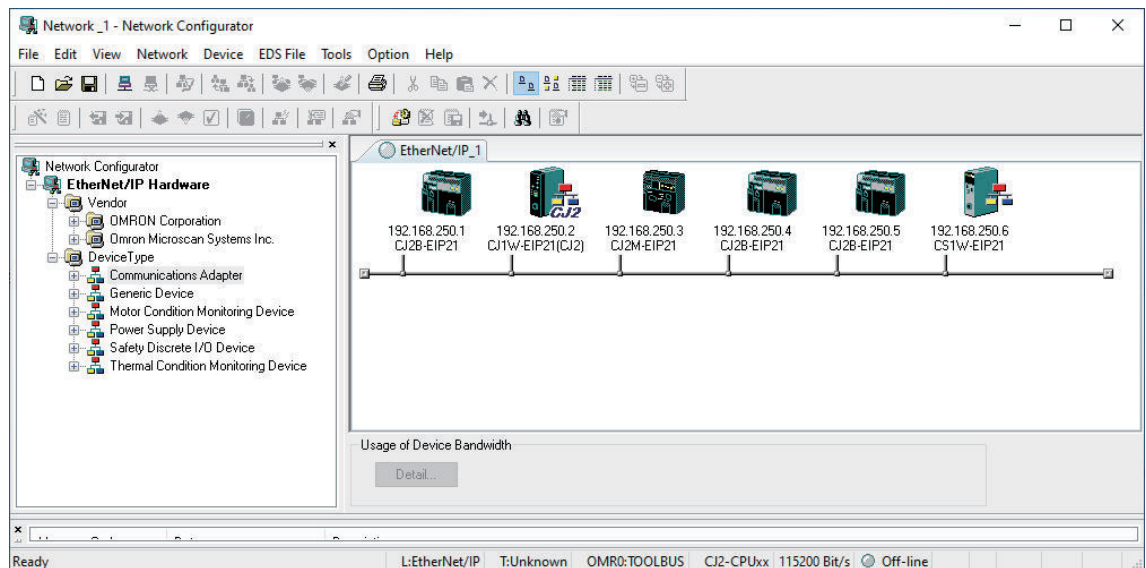 Network _1 - Network Configurator
File Edit View Network Device EDS File Tools Option Help
Network Configurator
EtherNet/IP Hardware
Vendor
OMRON Corporation
Omron Microscan Systems Inc.
DeviceType
Communications Adapter
Generic Device
Motor Condition Monitoring Device
Power Supply Device
Safety Discrete I/O Device
Thermal Condition Monitoring Device
EtherNet/IP_1
CJ2
192.168.250.1 192.168.250.2 192.168.250.3 192.168.250.4 192.168.250.5 192.168.250.6
CJ2B-EIP21 CJ1W-EIP21(CJ2) CJ2M-EIP21 CJ2B-EIP21 CJ2B-EIP21 CS1W-EIP21
Usage of Device Bandwidth
Detail...
Ready L:EtherNet/IP T:Unknown OMR0:TOOLBUS CJ2-CPUxx 115200 Bit/s Off-line